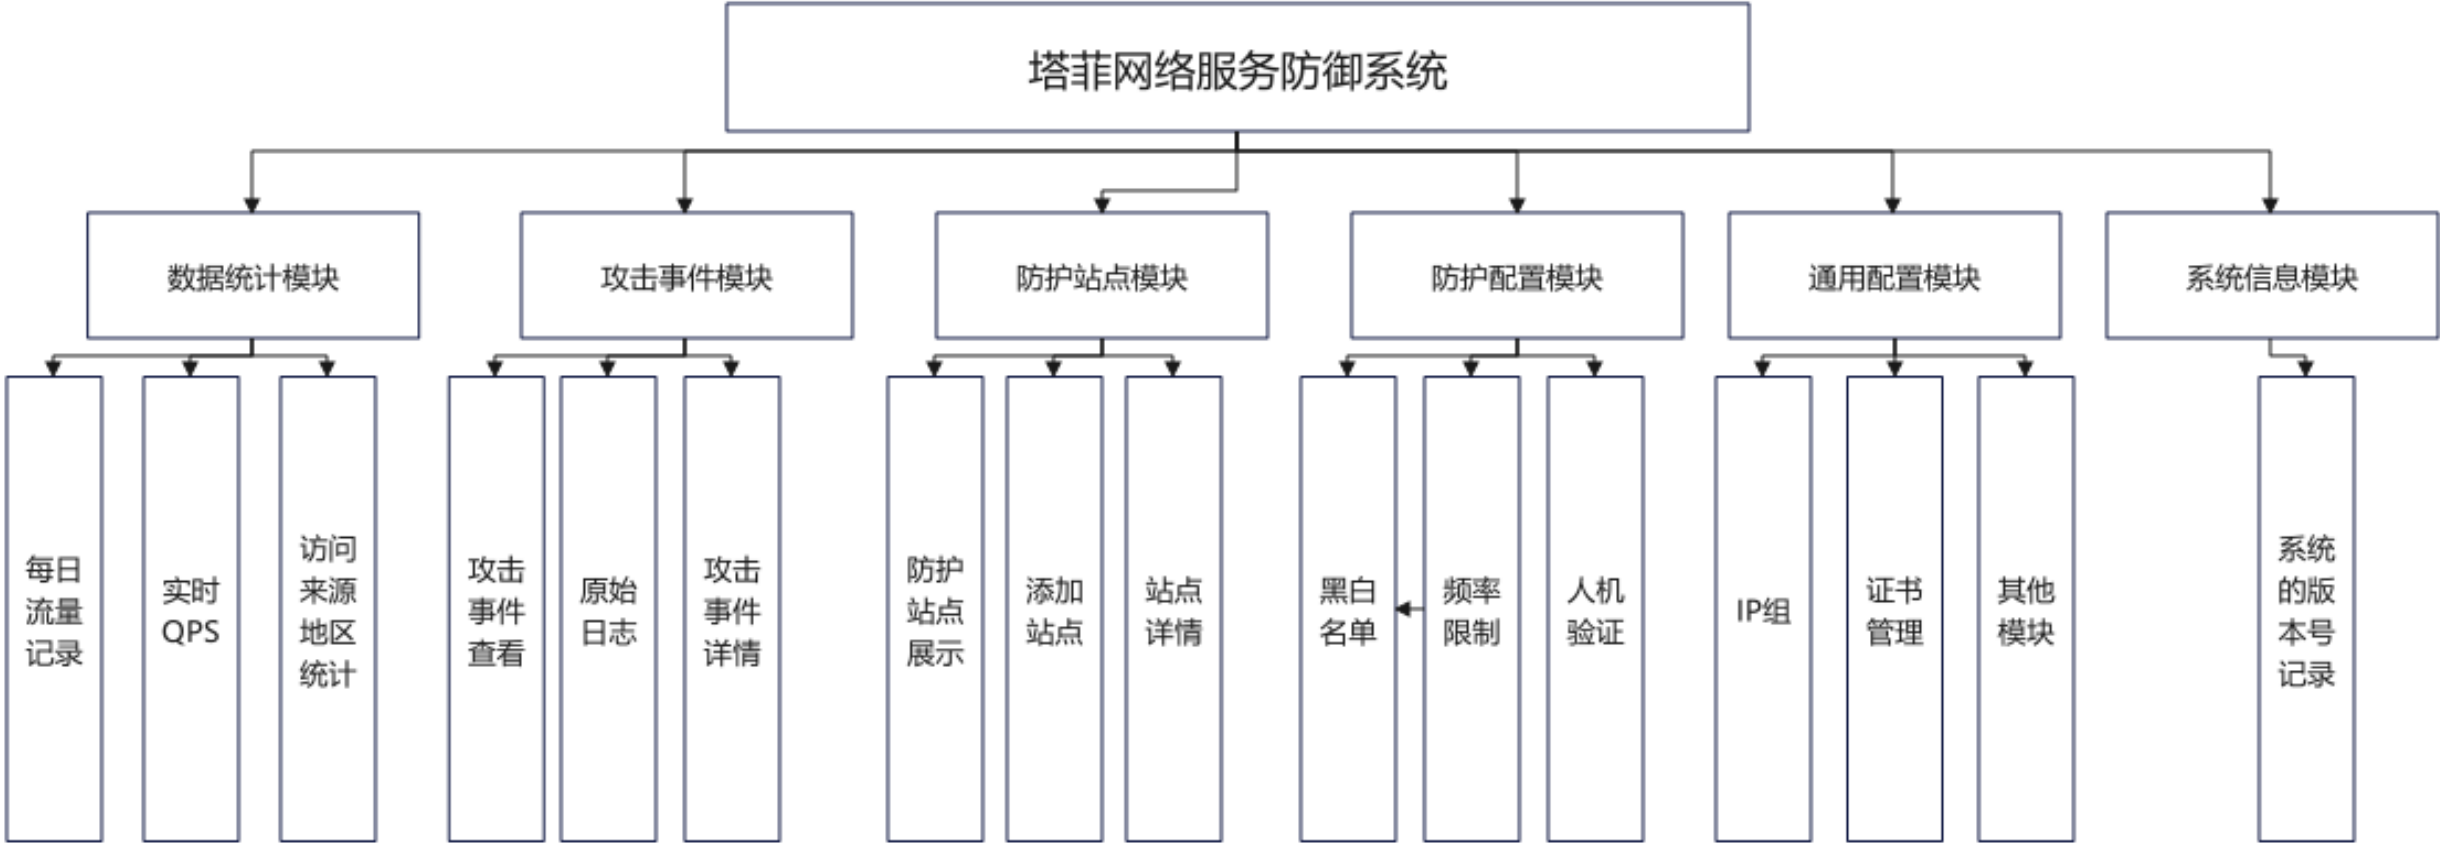 塔菲网络服务防御系统
数据统计模块
攻击事件模块
防护站点模块
防护配置模块
通用配置模块
系统信息模块
每日
流量
记录
实时
QPS
访问
来源
地区
统计
攻击
事件
查看
原始
日志
攻击
事件
详情
防护
站点
展示
添加
站点
站点
详情
黑白
名单
频率
限制
人机
验证
IP组
证书
管理
其他
模块
系统
的版
本号
记录